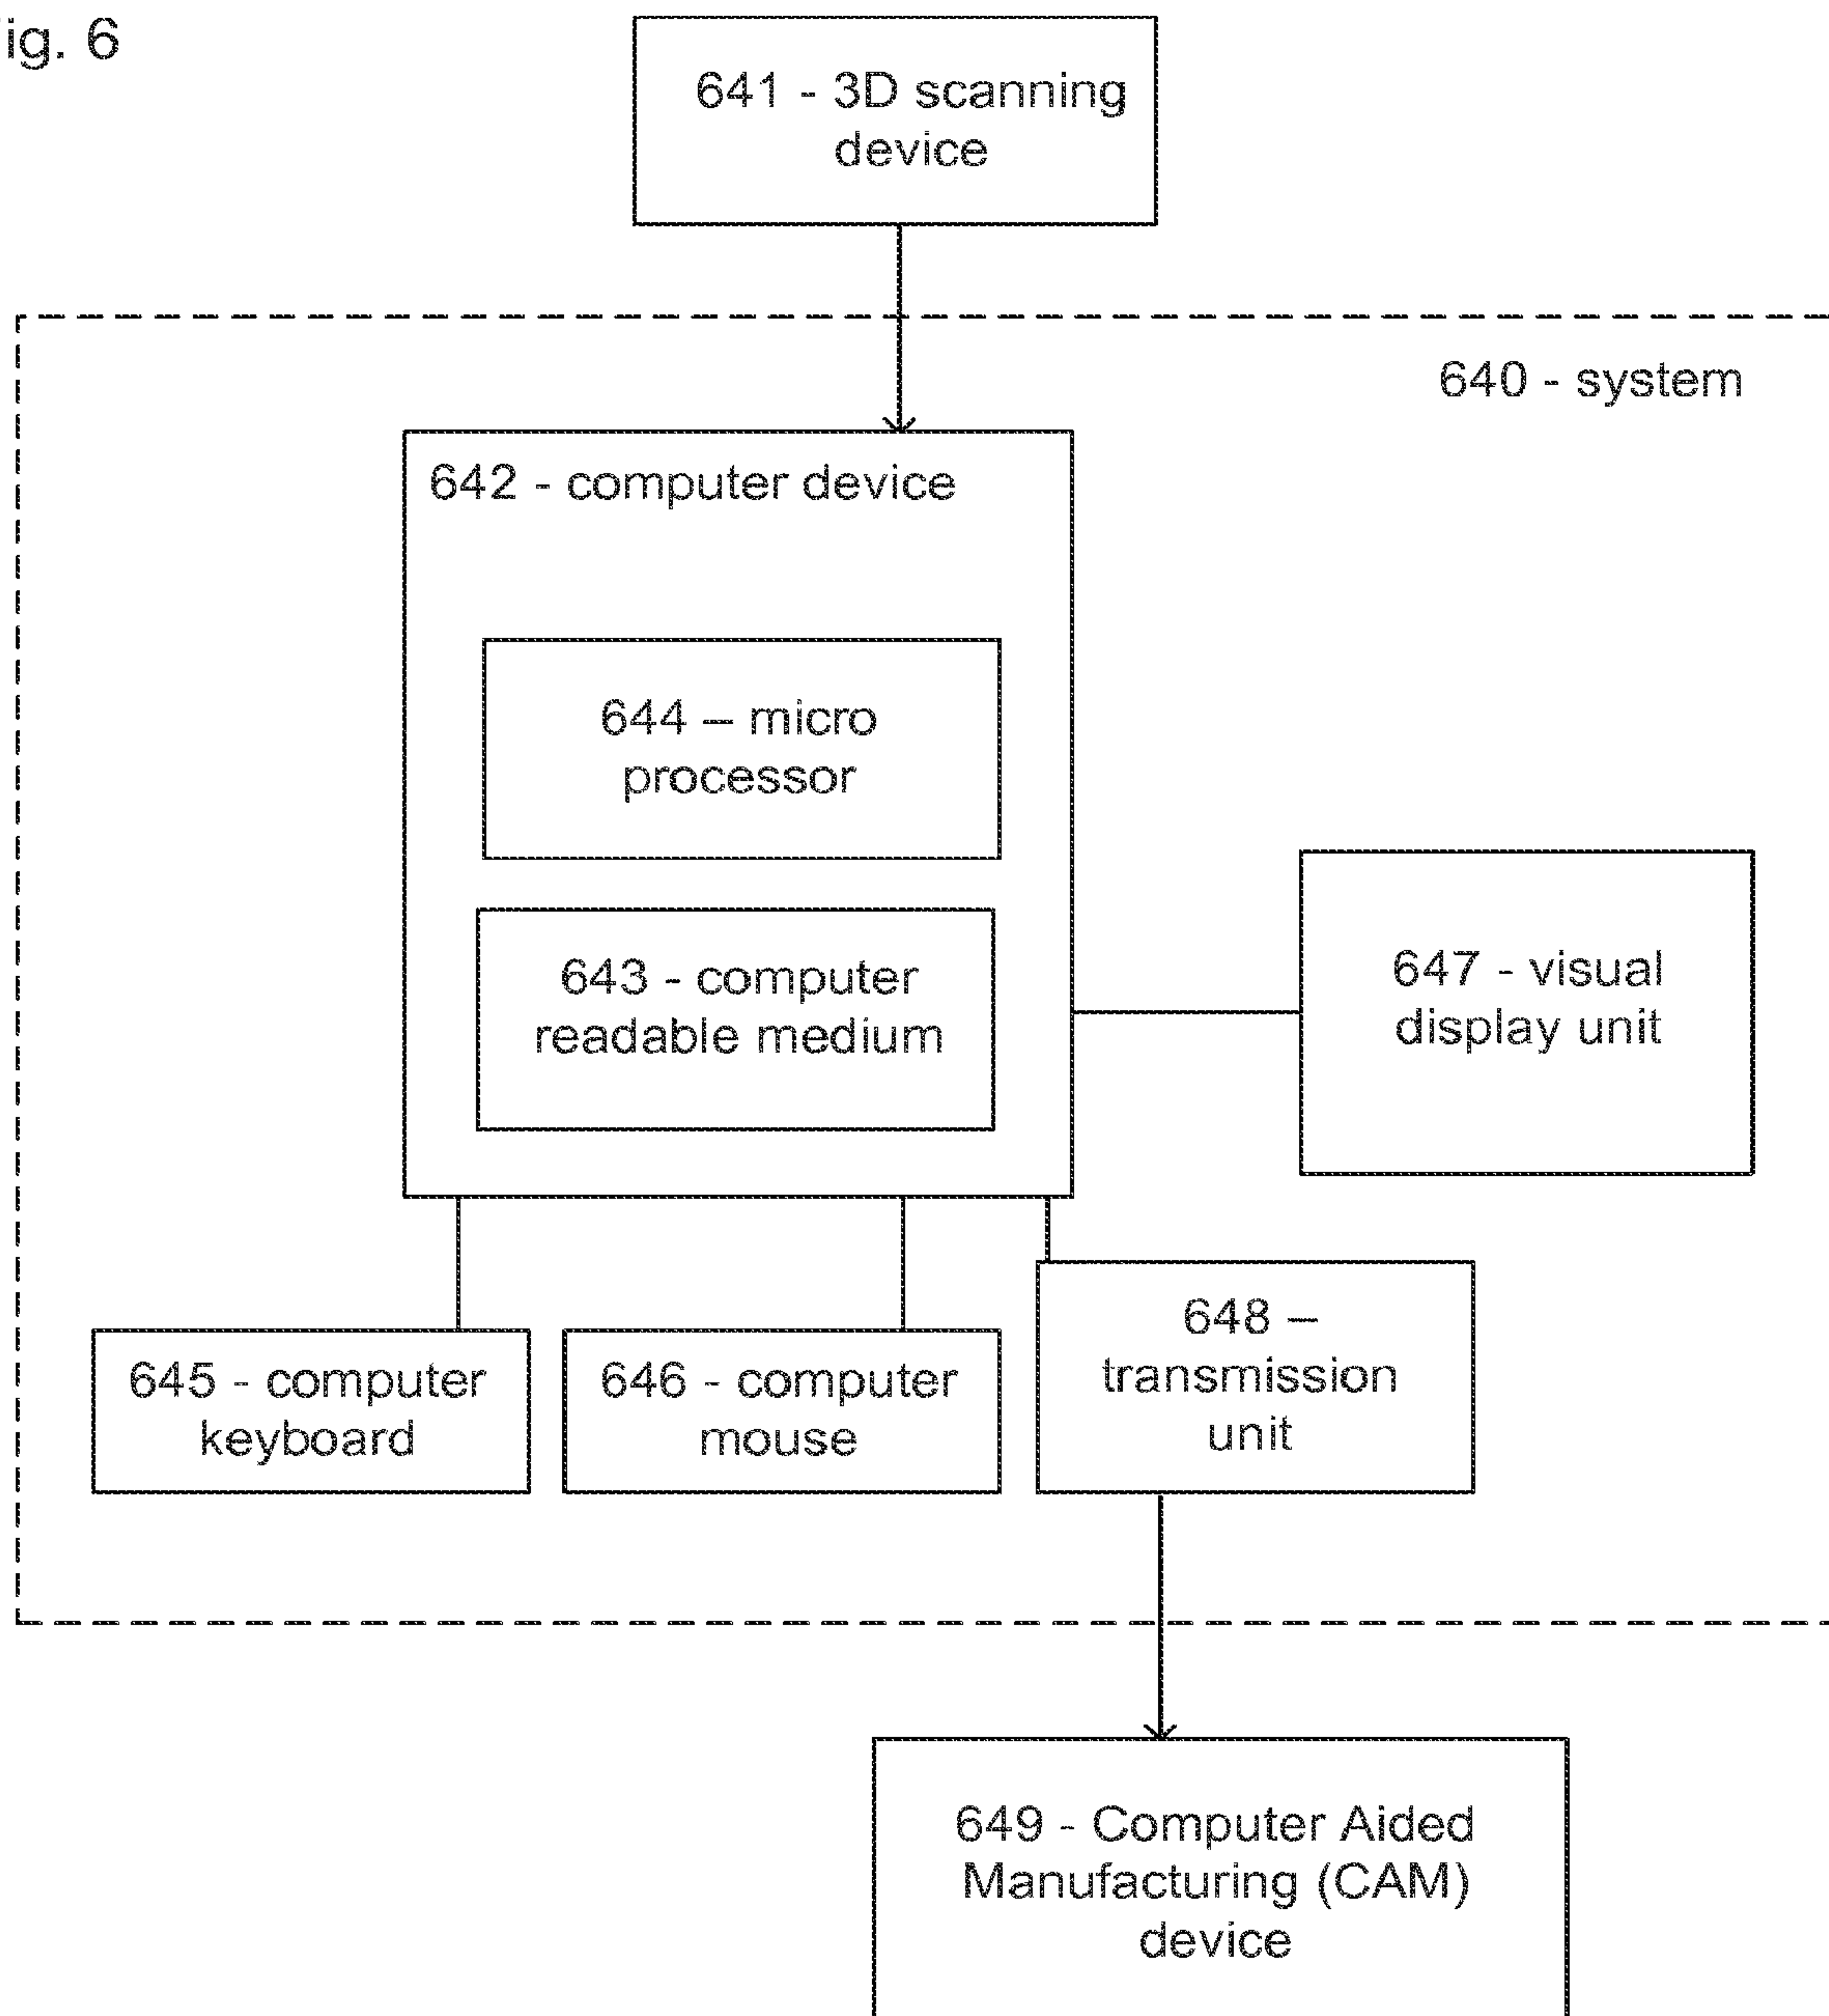 ig. 6
641 - 3D scanning
device
640 - system
642 - computer device
644 – micro
processor
643 - computer
readable medium
647 - visual
display unit
645 - computer
keyboard
646 - computer
mouse
648 –
transmission
unit
649 - Computer Aided
Manufacturing (CAM)
device